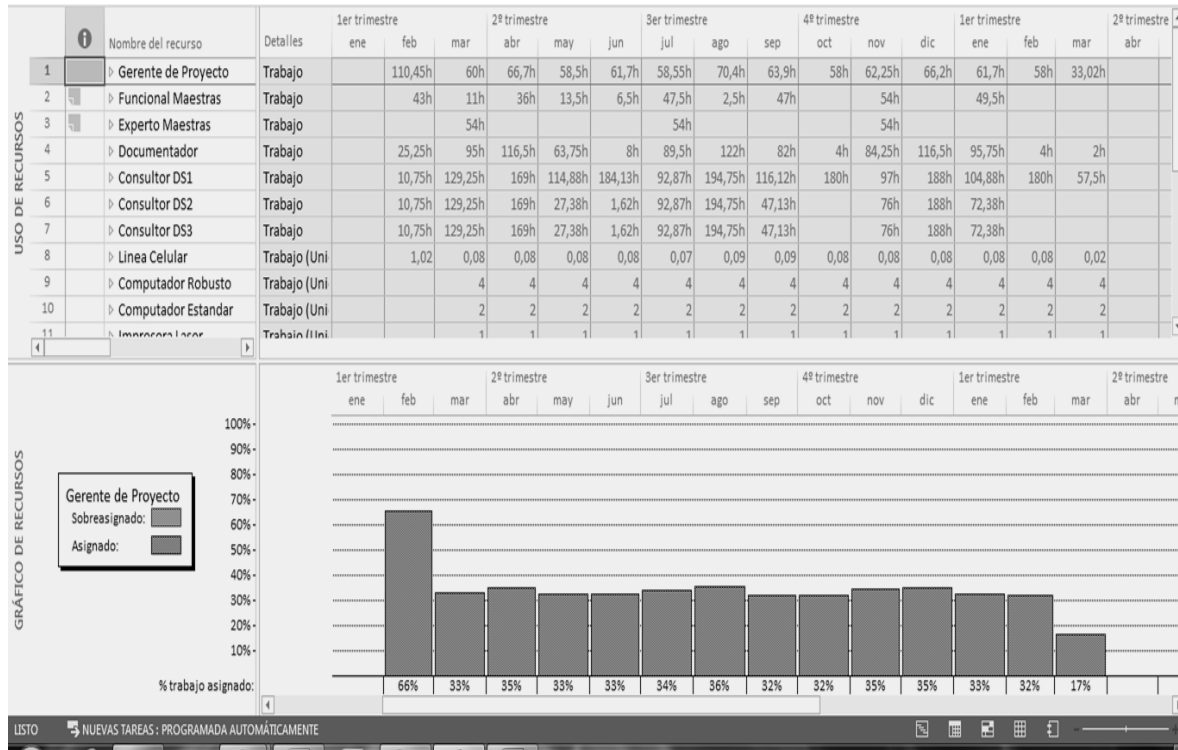 1er trimestre 2º trimestre 3er trimestre 4º trimestre 1er trimestre 2º trimestre
Nombre del recurso Detalles ene feb mar abr may jun jul ago sep oct nov dic ene feb mar abr
USO DE RECURSOS
1 Gerente de Proyecto Trabajo 110,45h 60h 66,7h 58,5h 61,7h 58,55h 70,4h 63,9h 58h 62,25h 66,2h 61,7h 58h 33,02h
2 Funcional Maestras Trabajo 43h 11h 36h 13,5h 6,5h 47,5h 2,5h 47h 54h 49,5h
3 Experto Maestras Trabajo 54h 54h 54h
4 Documentador Trabajo 25,25h 95h 116,5h 63,75h 8h 89,5h 122h 82h 4h 84,25h 116,5h 95,75h 4h 2h
5 Consultor DS1 Trabajo 10,75h 129,25h 169h 114,88h 184,13h 92,87h 194,75h 116,12h 180h 97h 188h 104,88h 180h 57,5h
6 Consultor DS2 Trabajo 10,75h 129,25h 169h 27,38h 1,62h 92,87h 194,75h 47,13h 76h 188h 72,38h
7 Consultor DS3 Trabajo 10,75h 129,25h 169h 27,38h 1,62h 92,87h 194,75h 47,13h 76h 188h 72,38h
8 Linea Celular Trabajo (Uni 1,02 0,08 0,08 0,08 0,08 0,07 0,09 0,09 0,08 0,08 0,08 0,08 0,08 0,02
9 Computador Robusto Trabajo (Uni 4 4 4 4 4 4 4 4 4 4 4 4 4
10 Computador Estandar Trabajo (Uni 2 2 2 2 2 2 2 2 2 2 2 2 2
11 Impresora Laser Trabajo (Uni 1 1 1 1 1 1 1 1 1 1 1 1 1
1er trimestre 2º trimestre 3er trimestre 4º trimestre 1er trimestre 2º trimestre
ene feb mar abr may jun jul ago sep oct nov dic ene feb mar abr
GRÁFICO DE RECURSOS
Gerente de Proyecto
Sobreasignado:
Asignado:
100%
90%
80%
70%
60%
50%
40%
30%
20%
10%
% trabajo asignado: 66% 33% 35% 33% 33% 34% 36% 32% 32% 35% 35% 33% 32% 17%
LISTO NUEVAS TAREAS : PROGRAMADA AUTOMÁTICAMENTE